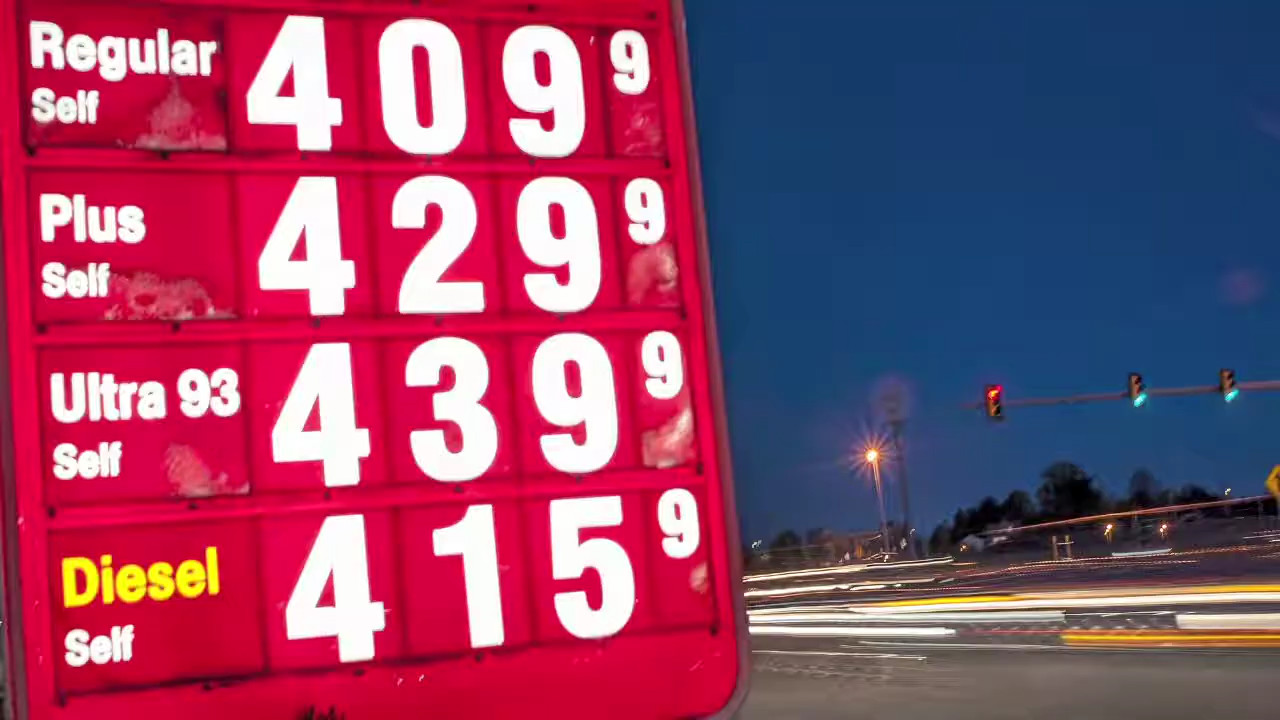 Regular 4 0 9 9
Self
Plus 4 2 9 9
Self
Ultra 93 4 3 9 9
Self
Diesel 4 1 5 9
Self